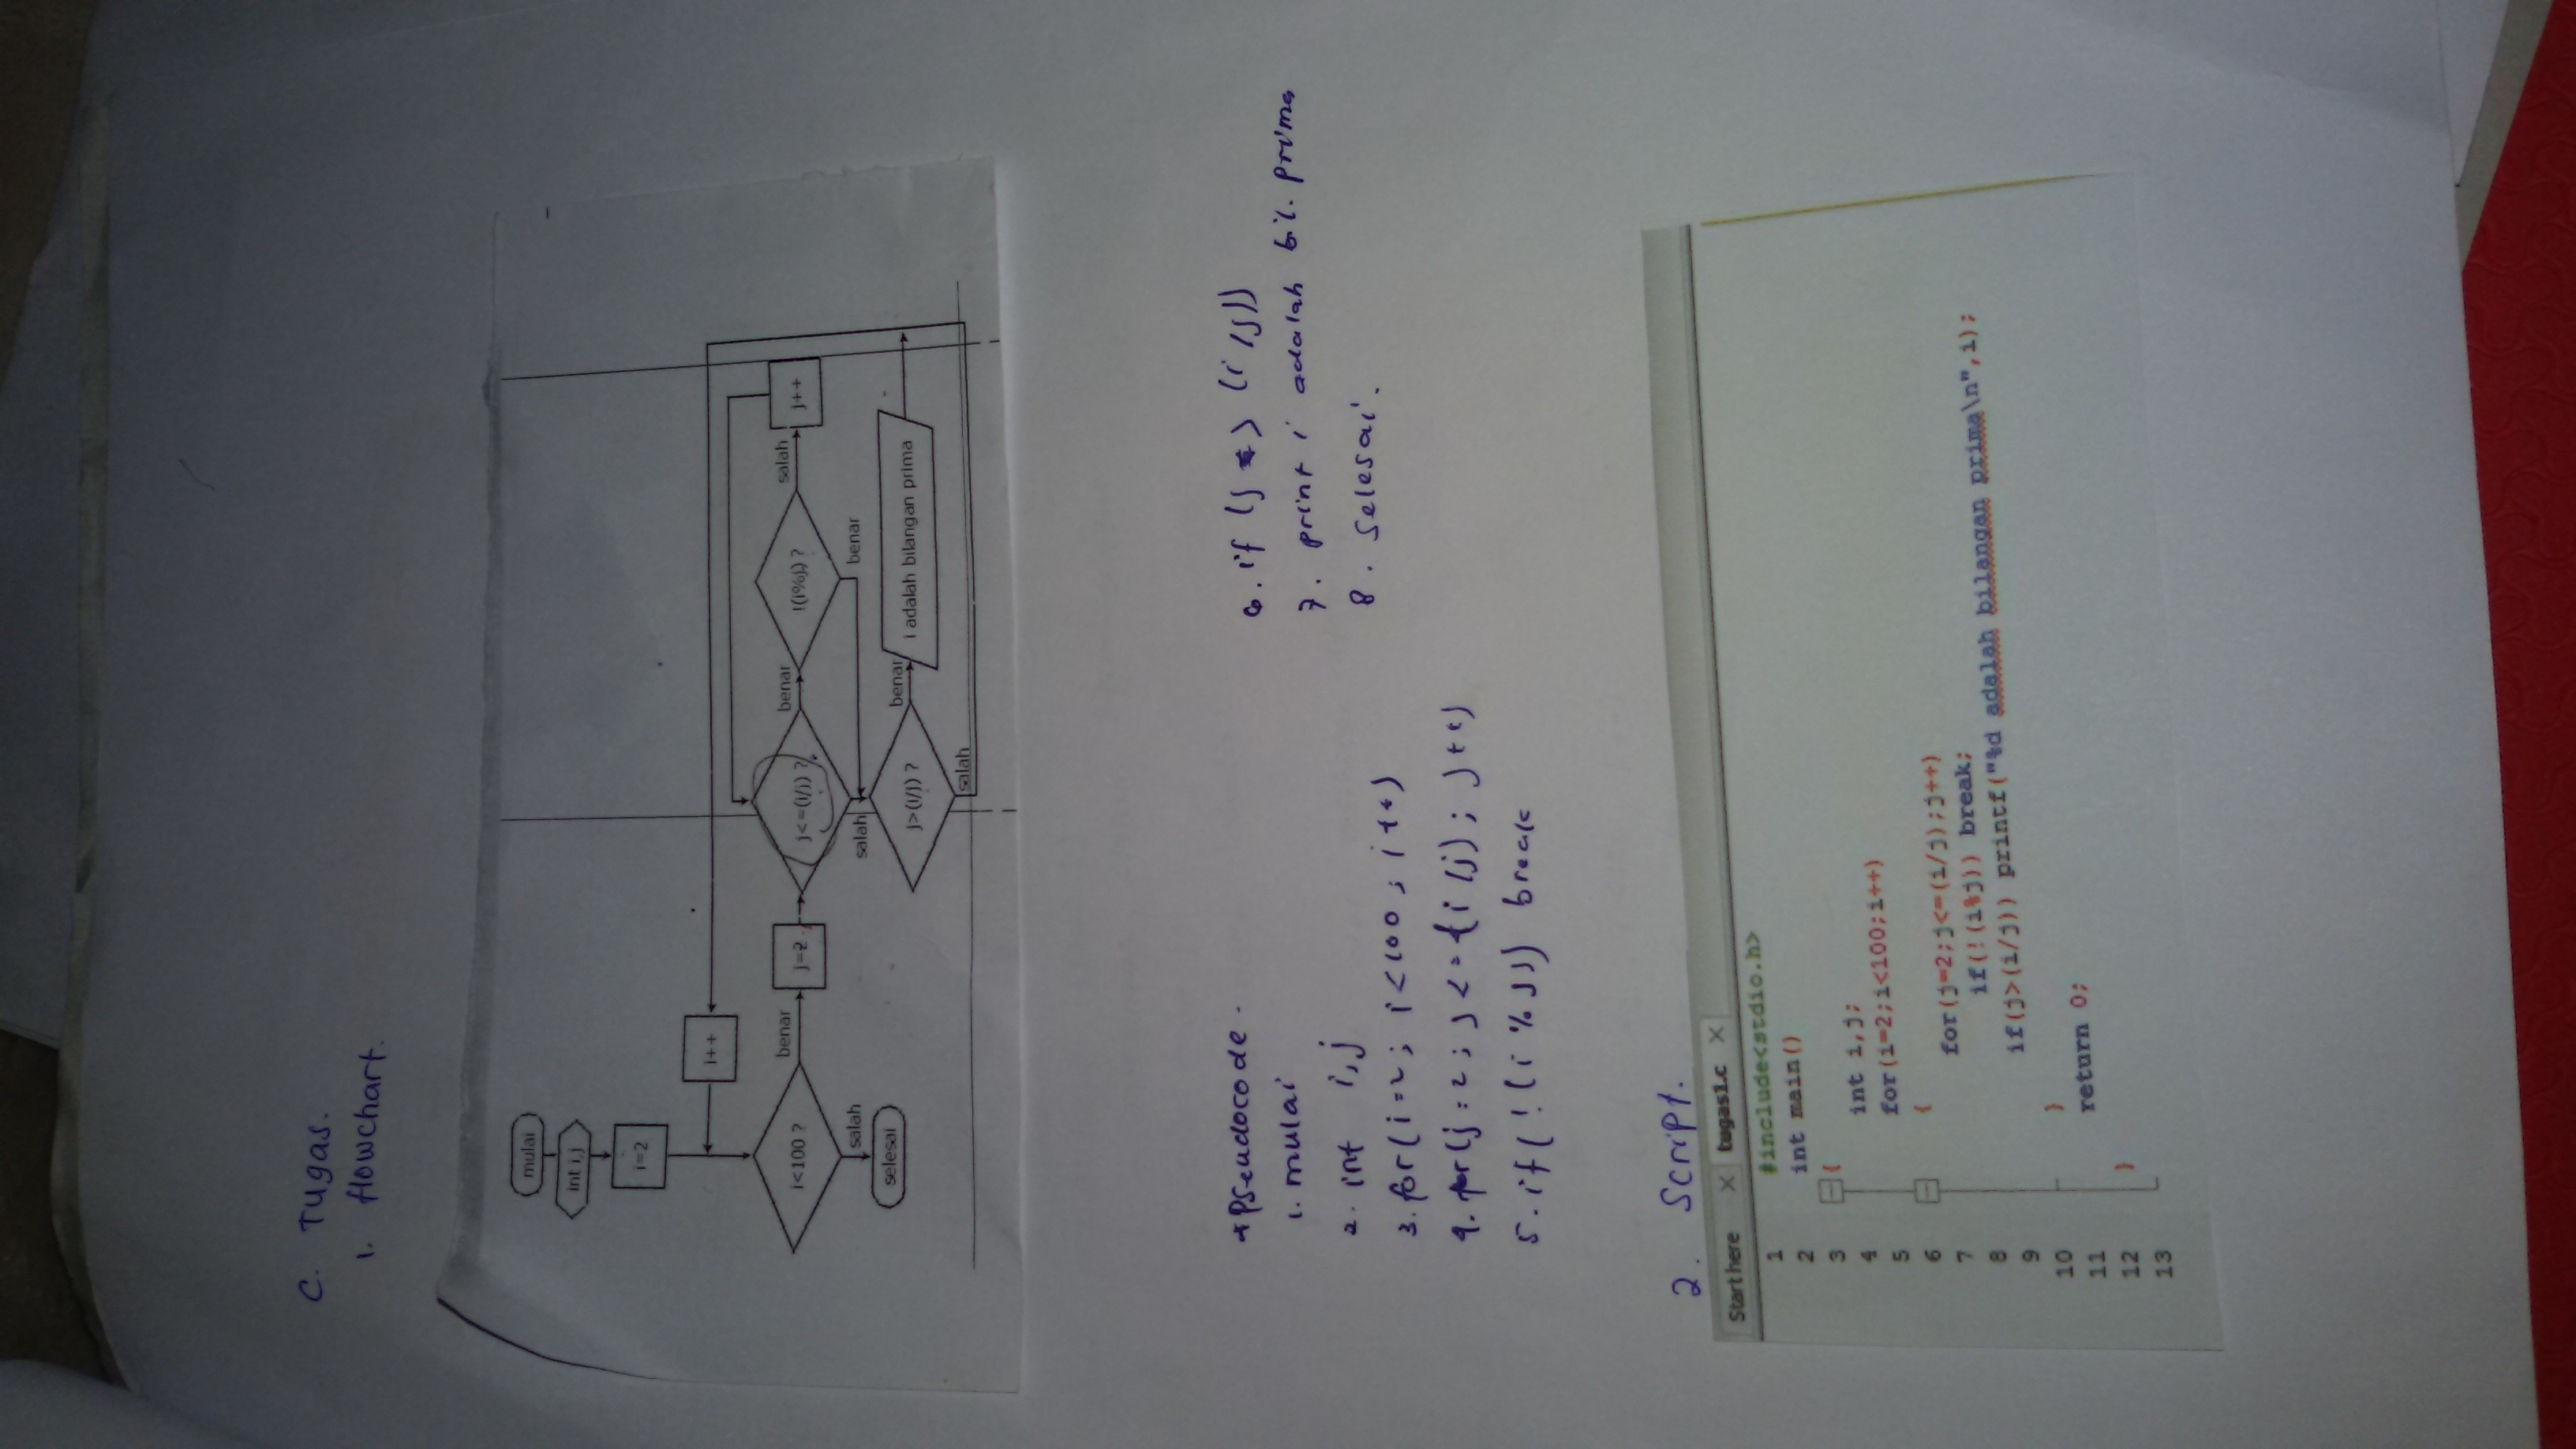 C. Tugas.
1. flowchart.
mulai
int i,j
i=2
i++
i<100 ?
benar
salah
selesai
j=2
j<=(i/j) ?
benar
salah
!(i%j) ?
salah
benar
j++
j>(i/j) ?
benar
salah
i adalah bilangan prima
*Pseudocode.
1. mulai
2. int i,j
3. for(i=2; i<100; i++)
4. for(j=2; j<=(i/j); j++)
5. if(!(i%j)) break
6. if (j > (i/j))
7. print i adalah bil. prima
8. selesai.
2. Script.
Start here
tugas1.c
1 #include<stdio.h>
2 int main()
3 {
4 int i,j;
5 for(i=2;i<100;i++)
6 {
7 for(j=2;j<=(i/j);j++)
8 if(!(i%j)) break;
9 if(j>(i/j)) printf("%d adalah bilangan prima\n",i);
10 }
11 return 0;
12 }
13